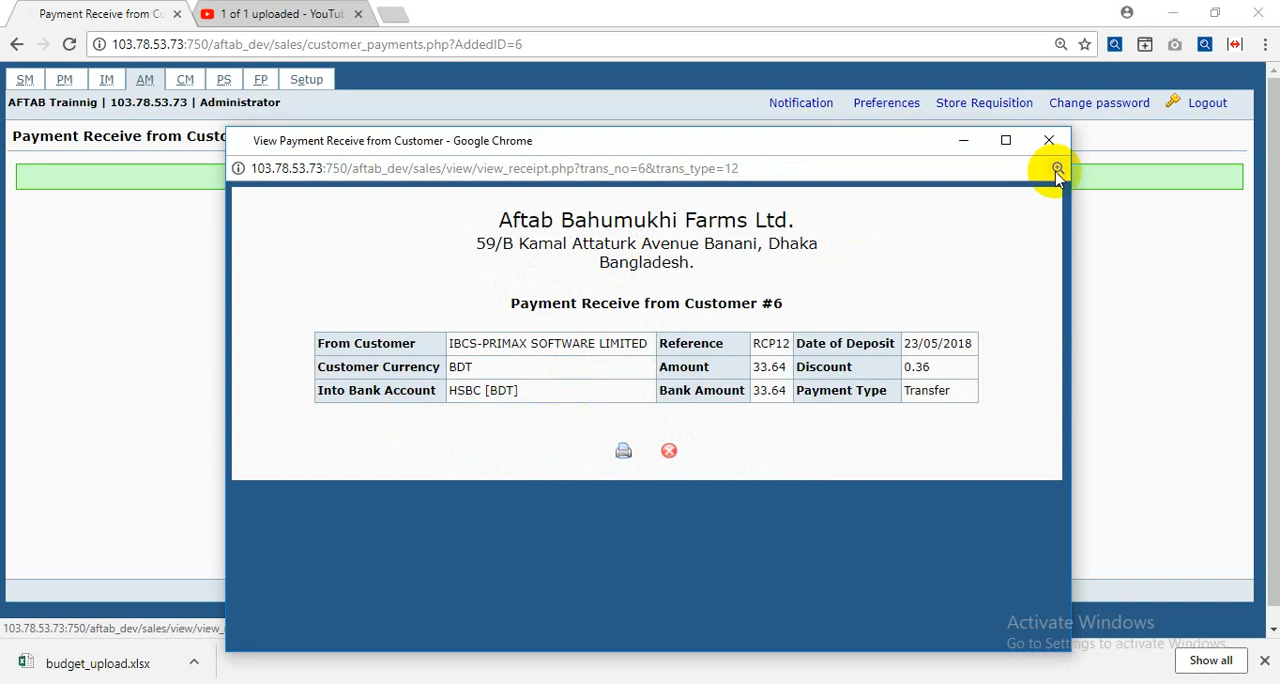 Payment Receive from Cu
1 of 1 uploaded - YouTub
103.78.53.73:750/aftab_dev/sales/customer_payments.php?AddedID=6
SM PM IM AM CM PS FP Setup
AFTAB Trainnig | 103.78.53.73 | Administrator
Notification Preferences Store Requisition Change password Logout
Payment Receive from Custo
View Payment Receive from Customer - Google Chrome
103.78.53.73:750/aftab_dev/sales/view/view_receipt.php?trans_no=6&trans_type=12
Aftab Bahumukhi Farms Ltd.
59/B Kamal Attaturk Avenue Banani, Dhaka
Bangladesh.
Payment Receive from Customer #6
From Customer IBCS-PRIMAX SOFTWARE LIMITED Reference RCP12 Date of Deposit 23/05/2018
Customer Currency BDT Amount 33.64 Discount 0.36
Into Bank Account HSBC [BDT] Bank Amount 33.64 Payment Type Transfer
Activate Windows
Go to Settings to activate Windows.
103.78.53.73:750/aftab_dev/sales/view/view_
budget_upload.xlsx
Show all